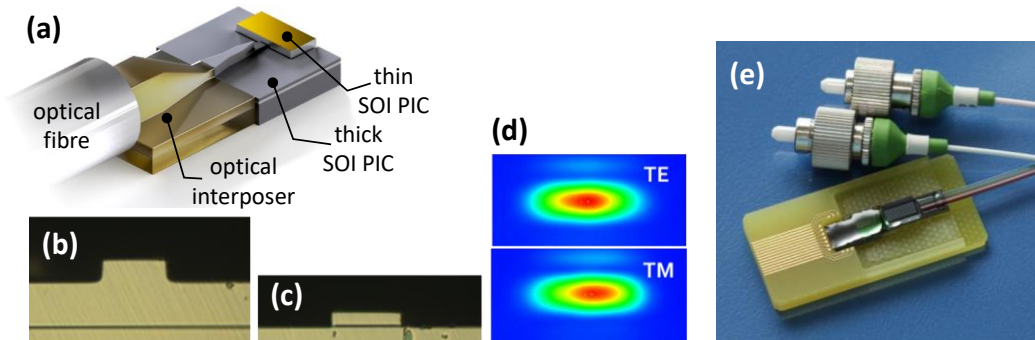 (a)
optical
fibre
thin
SOI PIC
thick
SOI PIC
optical
interposer
(b)
(c)
(d)
TE
TM
(e)